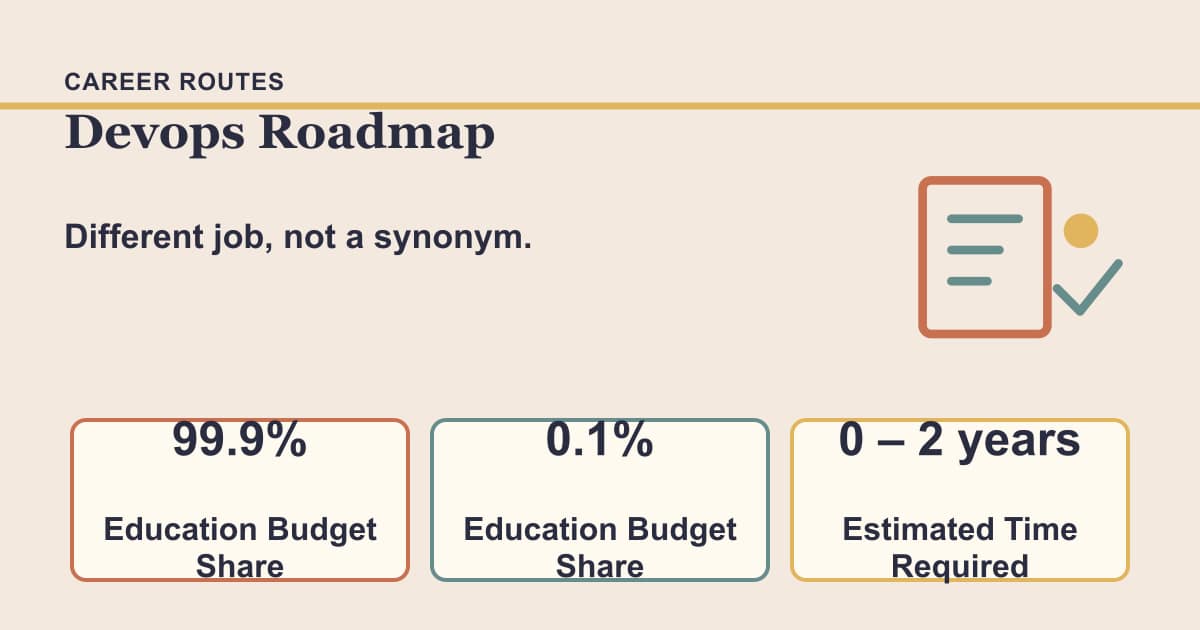 CAREER ROUTES
Devops Roadmap
Different job, not a synonym.
99.9%
Education Budget
Share
0.1%
Education Budget
Share
0 – 2 years
Estimated Time
Required